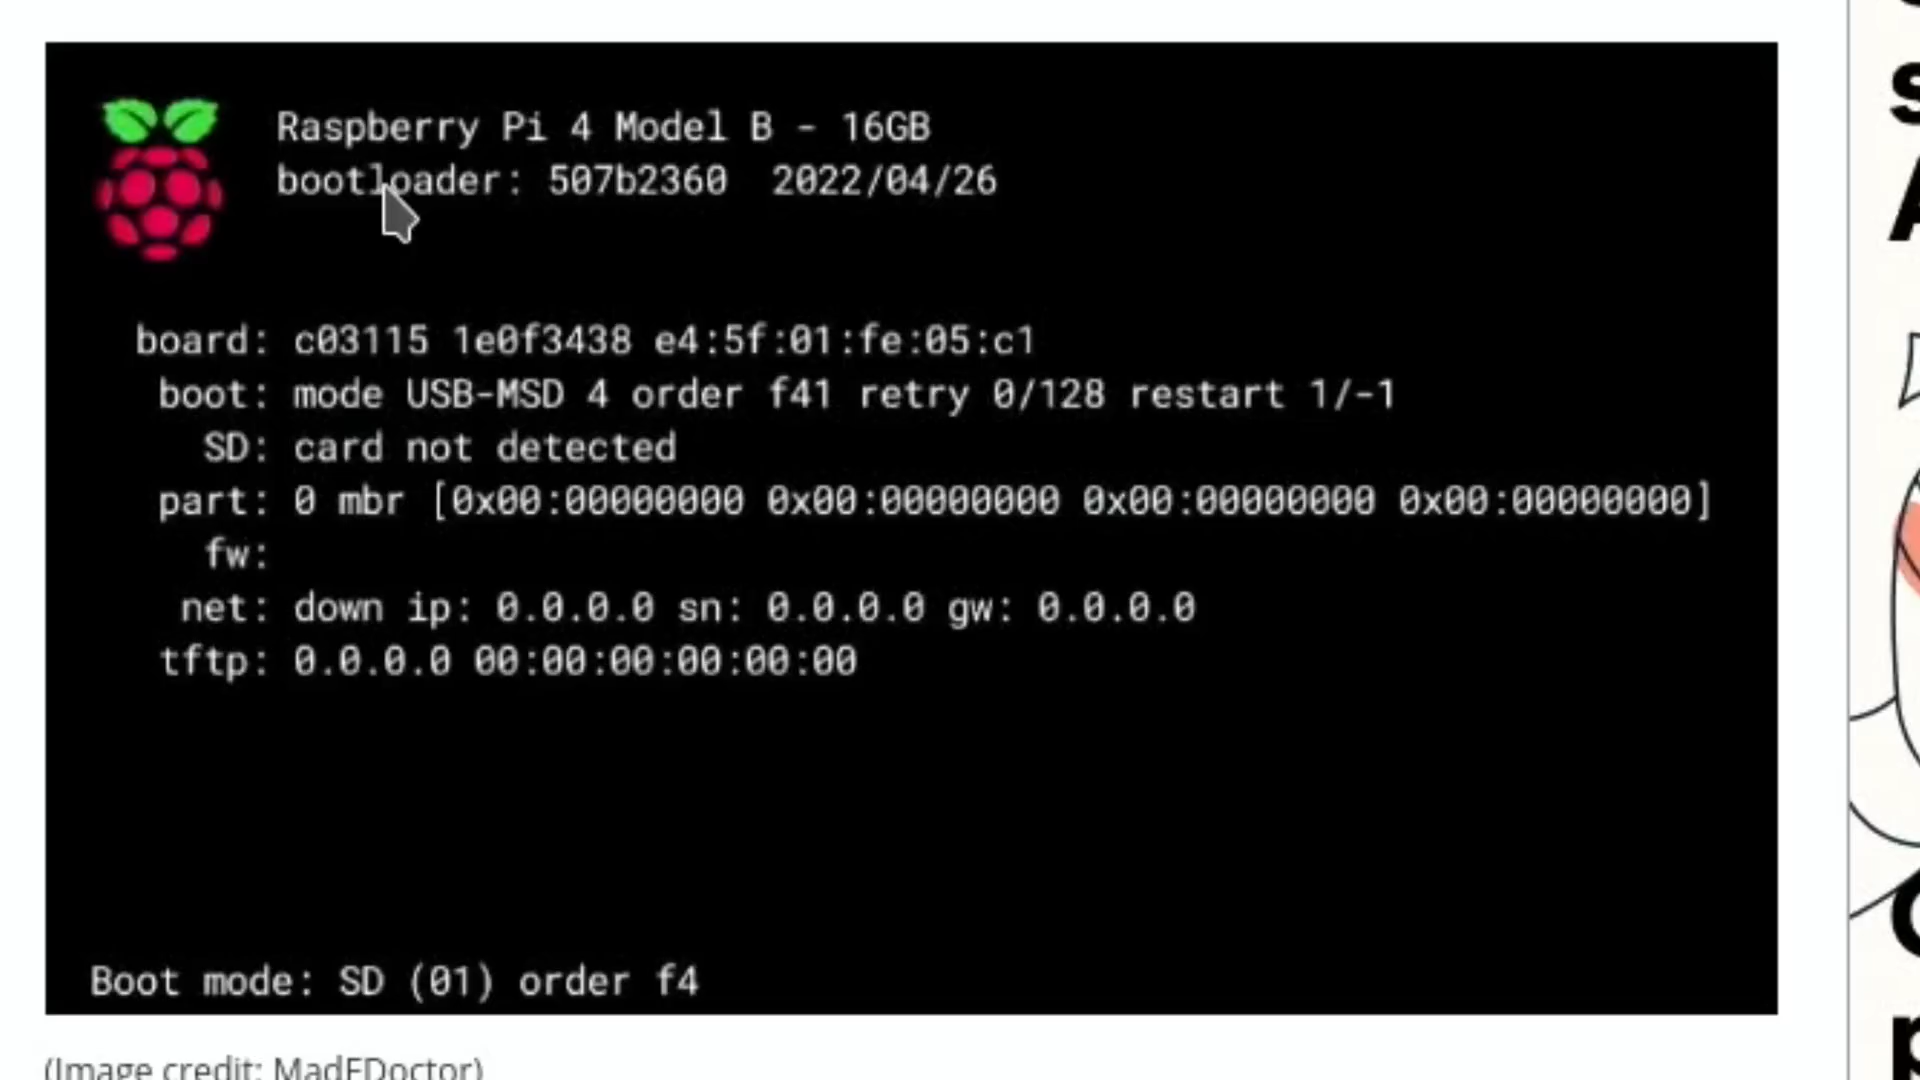 Raspberry Pi 4 Model B - 16GB
bootloader: 507b2360 2022/04/26
board: c03115 1e0f3438 e4:5f:01:fe:05:c1
boot: mode USB-MSD 4 order f41 retry 0/128 restart 1/-1
SD: card not detected
part: 0 mbr [0x00:00000000 0x00:00000000 0x00:00000000 0x00:00000000]
fw:
net: down ip: 0.0.0.0 sn: 0.0.0.0 gw: 0.0.0.0
tftp: 0.0.0.0 00:00:00:00:00:00
Boot mode: SD (01) order f4
(Image credit: MadEDoctor)